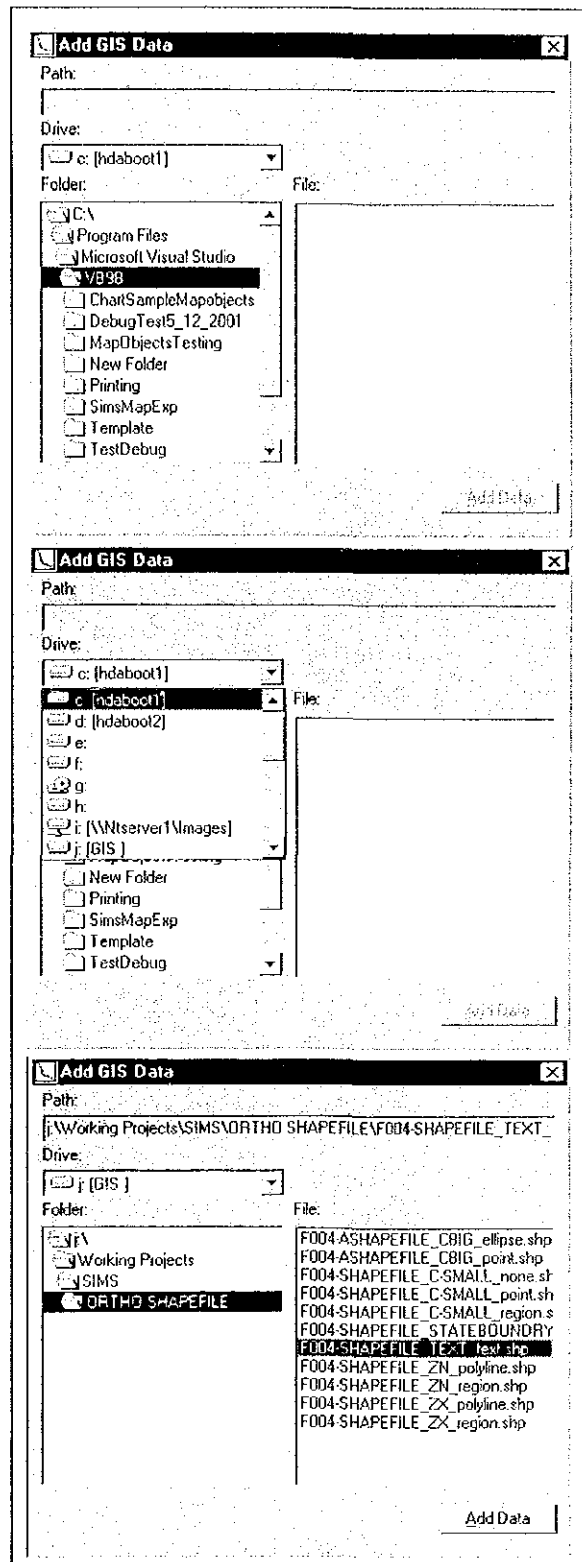 Add GIS Data
Path:
Drive:
c: [hdaboot1]
Folder:
File:
C:\
Program Files
Microsoft Visual Studio
VB98
ChartSampleMapobjects
DebugTest5_12_2001
MapObjectsTesting
New Folder
Printing
SimsMapExp
Template
TestDebug
Add Data
Add GIS Data
Path:
Drive:
c: [hdaboot1]
File:
c: [hdaboot1]
d: [hdaboot2]
e:
f:
g:
h:
i: [\\Ntserver1\Images]
j: [GIS ]
New Folder
Printing
SimsMapExp
Template
TestDebug
Add Data
Add GIS Data
Path:
j:\Working Projects\SIMS\ORTHO SHAPEFILE\F004-SHAPEFILE_TEXT_
Drive:
j: [GIS ]
Folder:
File:
j:\
Working Projects
SIMS
ORTHO SHAPEFILE
F004-ASHAPEFILE_CBIG_ellipse.shp
F004-ASHAPEFILE_CBIG_point.shp
F004-SHAPEFILE_C-SMALL_none.sh
F004-SHAPEFILE_C-SMALL_point.sh
F004-SHAPEFILE_C-SMALL_region.s
F004-SHAPEFILE_STATEBOUNDRY
F004-SHAPEFILE_TEXT_text.shp
F004-SHAPEFILE_ZN_polyline.shp
F004-SHAPEFILE_ZN_region.shp
F004-SHAPEFILE_ZX_polyline.shp
F004-SHAPEFILE_ZX_region.shp
Add Data